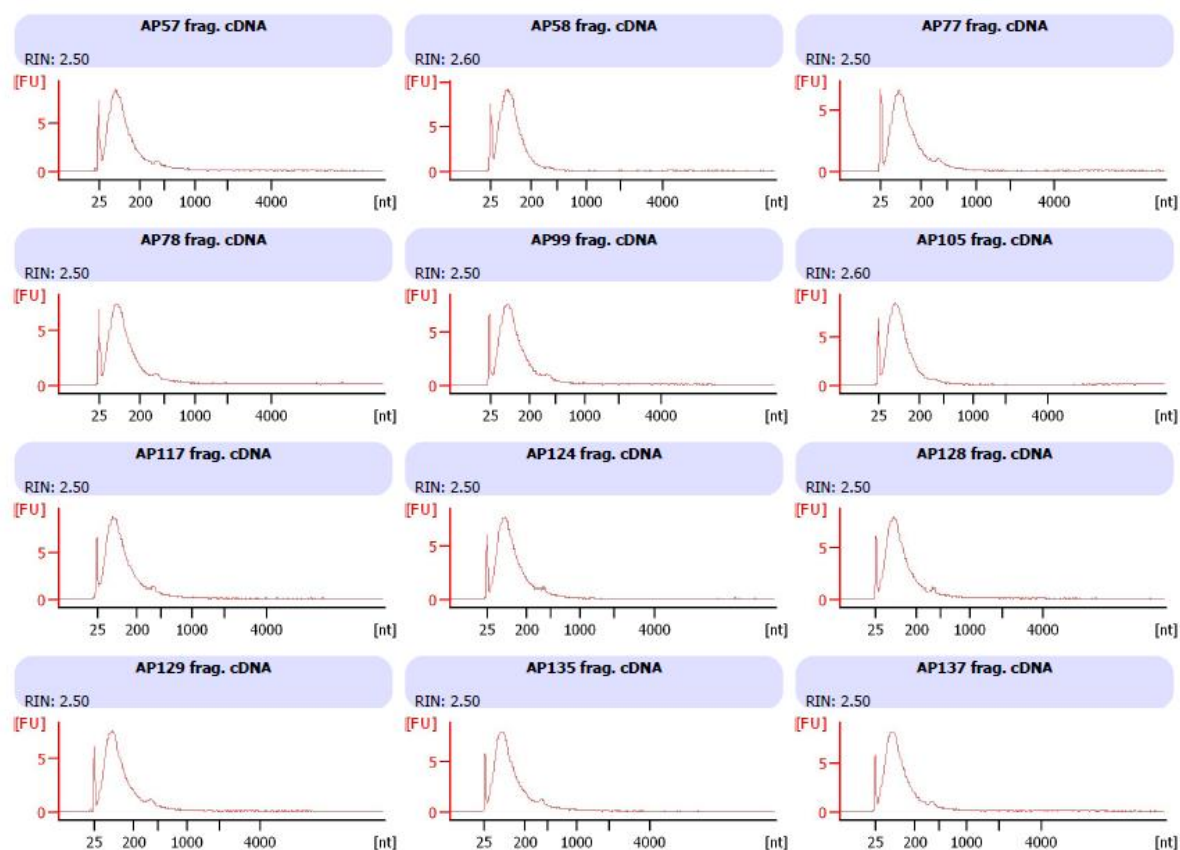 AP57 frag. cDNA
RIN: 2.50
[FU]
5
0
25 200 1000 4000 [nt]
AP58 frag. cDNA
RIN: 2.60
[FU]
5
0
25 200 1000 4000 [nt]
AP77 frag. cDNA
RIN: 2.50
[FU]
5
0
25 200 1000 4000 [nt]
AP78 frag. cDNA
RIN: 2.50
[FU]
5
0
25 200 1000 4000 [nt]
AP99 frag. cDNA
RIN: 2.50
[FU]
5
0
25 200 1000 4000 [nt]
AP105 frag. cDNA
RIN: 2.60
[FU]
5
0
25 200 1000 4000 [nt]
AP117 frag. cDNA
RIN: 2.50
[FU]
5
0
25 200 1000 4000 [nt]
AP124 frag. cDNA
RIN: 2.50
[FU]
5
0
25 200 1000 4000 [nt]
AP128 frag. cDNA
RIN: 2.50
[FU]
5
0
25 200 1000 4000 [nt]
AP129 frag. cDNA
RIN: 2.50
[FU]
5
0
25 200 1000 4000 [nt]
AP135 frag. cDNA
RIN: 2.50
[FU]
5
0
25 200 1000 4000 [nt]
AP137 frag. cDNA
RIN: 2.50
[FU]
5
0
25 200 1000 4000 [nt]